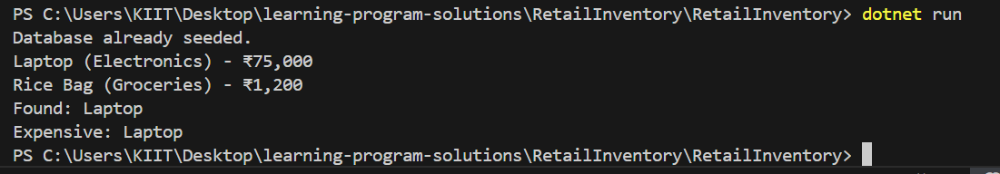 PS C:\Users\KIIT\Desktop\learning-program-solutions\RetailInventory\RetailInventory> dotnet run
Database already seeded.
Laptop (Electronics) - ₹75,000
Rice Bag (Groceries) - ₹1,200
Found: Laptop
Expensive: Laptop
PS C:\Users\KIIT\Desktop\learning-program-solutions\RetailInventory\RetailInventory>